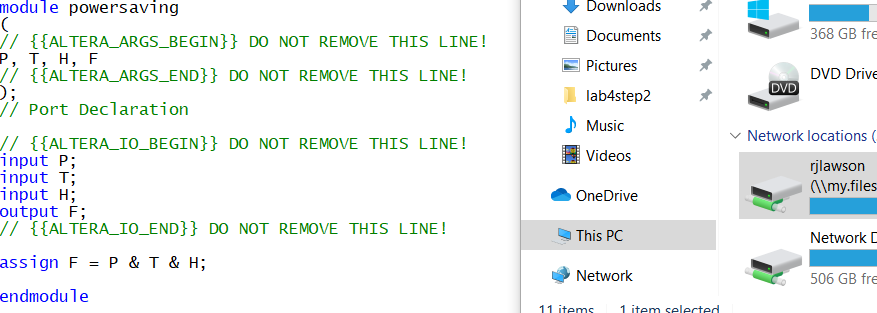 module powersaving
(
// {{ALTERA_ARGS_BEGIN}} DO NOT REMOVE THIS LINE!
P, T, H, F
// {{ALTERA_ARGS_END}} DO NOT REMOVE THIS LINE!
);
// Port Declaration
// {{ALTERA_IO_BEGIN}} DO NOT REMOVE THIS LINE!
input P;
input T;
input H;
output F;
// {{ALTERA_IO_END}} DO NOT REMOVE THIS LINE!
assign F = P & T & H;
endmodule
Downloads
Documents
Pictures
lab4step2
Music
Videos
OneDrive
This PC
Network
11 items 1 item selected
368 GB fre
DVD Drive
DVD
Network locations (
rjlawson
(\\my.files
Network D
506 GB fre